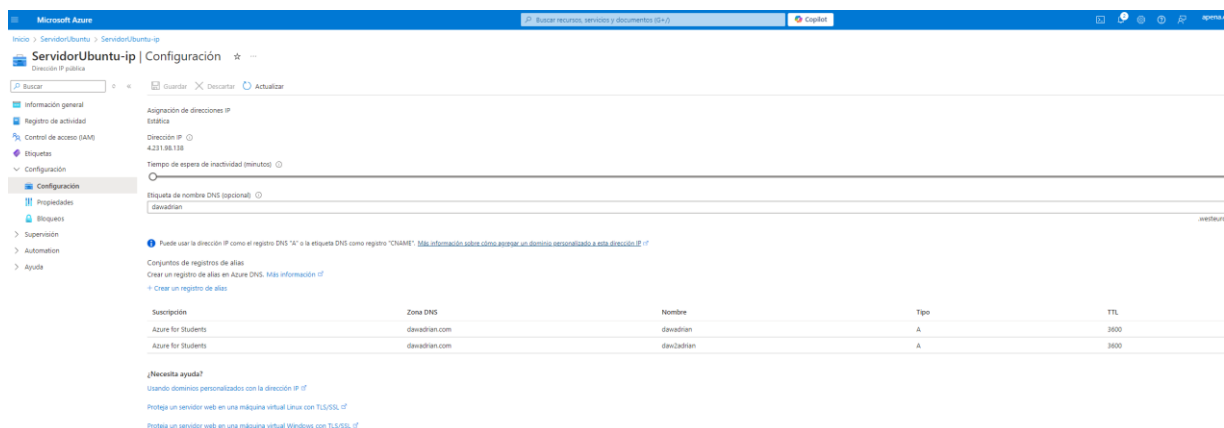 Microsoft Azure
Buscar recursos, servicios y documentos (G+/)
Copilot
apena.
Inicio > ServidorUbuntu > ServidorUbuntu-ip
ServidorUbuntu-ip | Configuración
Dirección IP pública
Buscar
Guardar
Descartar
Actualizar
Información general
Registro de actividad
Control de acceso (IAM)
Etiquetas
Configuración
Configuración
Propiedades
Bloqueos
Supervisión
Automation
Ayuda
Asignación de direcciones IP
Estática
Dirección IP
4.231.98.138
Tiempo de espera de inactividad (minutos)
Etiqueta de nombre DNS (opcional)
dawadrian
.westeur
Puede usar la dirección IP como el registro DNS "A" o la etiqueta DNS como registro "CNAME". Más información sobre cómo agregar un dominio personalizado a esta dirección IP
Conjuntos de registros de alias
Crear un registro de alias en Azure DNS. Más información
+ Crear un registro de alias
Suscripción Zona DNS Nombre Tipo TTL
Azure for Students dawadrian.com dawadrian A 3600
Azure for Students dawadrian.com daw2adrian A 3600
¿Necesita ayuda?
Usando dominios personalizados con la dirección IP
Proteja un servidor web en una máquina virtual Linux con TLS/SSL
Proteja un servidor web en una máquina virtual Windows con TLS/SSL